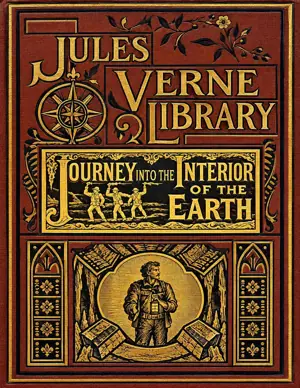 JULES
VERNE
LIBRARY
JOURNEY INTO THE INTERIOR
OF THE
EARTH